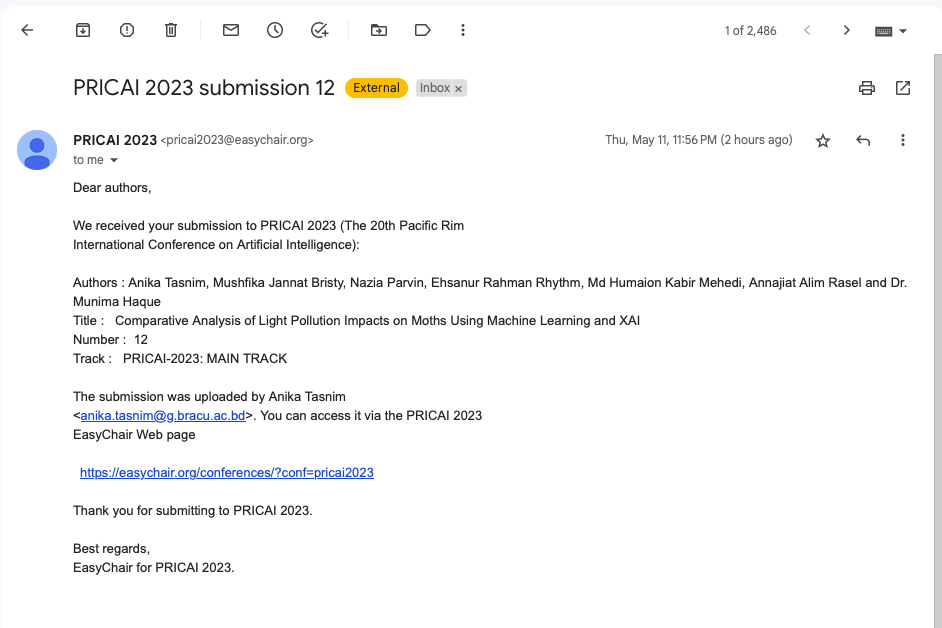 1 of 2,486
PRICAI 2023 submission 12 External Inbox ×
PRICAI 2023 <pricai2023@easychair.org> Thu, May 11, 11:56 PM (2 hours ago)
to me
Dear authors,
We received your submission to PRICAI 2023 (The 20th Pacific Rim
International Conference on Artificial Intelligence):
Authors : Anika Tasnim, Mushfika Jannat Bristy, Nazia Parvin, Ehsanur Rahman Rhythm, Md Humaion Kabir Mehedi, Annajiat Alim Rasel and Dr.
Munima Haque
Title : Comparative Analysis of Light Pollution Impacts on Moths Using Machine Learning and XAI
Number : 12
Track : PRICAI-2023: MAIN TRACK
The submission was uploaded by Anika Tasnim
<anika.tasnim@g.bracu.ac.bd>. You can access it via the PRICAI 2023
EasyChair Web page
https://easychair.org/conferences/?conf=pricai2023
Thank you for submitting to PRICAI 2023.
Best regards,
EasyChair for PRICAI 2023.